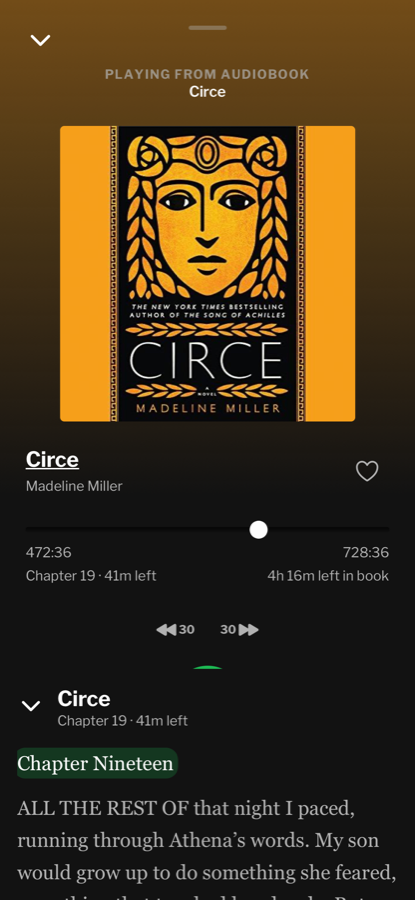 PLAYING FROM AUDIOBOOK
Circe
THE NEW YORK TIMES BESTSELLING
AUTHOR OF THE SONG OF ACHILLES
CIRCE
A
NOVEL
MADELINE MILLER
Circe
Madeline Miller
472:36 728:36
Chapter 19 · 41m left 4h 16m left in book
30 30
Circe
Chapter 19 · 41m left
Chapter Nineteen
ALL THE REST OF that night I paced,
running through Athena’s words. My son
would grow up to do something she feared,